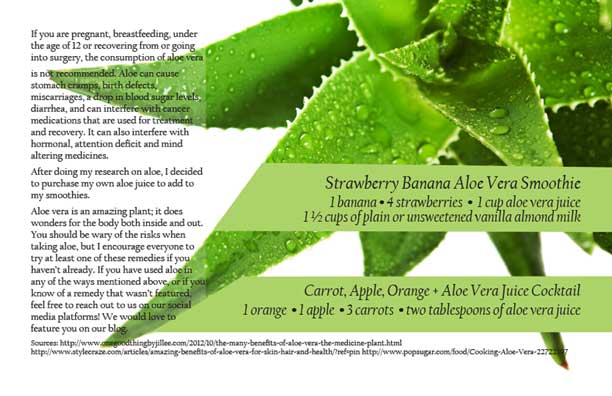 If you are pregnant, breastfeeding, under
the age of 12 or recovering from or going
into surgery, the consumption of aloe vera
is not recommended. Aloe can cause
stomach cramps, birth defects,
miscarriages, a drop in blood sugar levels,
diarrhea, and can interfere with cancer
medications that are used for treatment
and recovery. It can also interfere with
hormonal, attention deficit and mind
altering medicines.
After doing my research on aloe, I decided
to purchase my own aloe juice to add to
my smoothies.
Aloe vera is an amazing plant; it does
wonders for the body both inside and out.
You should be wary of the risks when
taking aloe, but I encourage everyone to
try at least one of these remedies if you
haven't already. If you have used aloe in
any of the ways mentioned above, or if you
know of a remedy that wasn't featured,
feel free to reach out to us on our social
media platforms! We would love to
feature you on our blog.
Strawberry Banana Aloe Vera Smoothie
1 banana • 4 strawberries • 1 cup aloe vera juice
1 ½ cups of plain or unsweetened vanilla almond milk
Carrot, Apple, Orange + Aloe Vera Juice Cocktail
1 orange • 1 apple • 3 carrots • two tablespoons of aloe vera juice
Sources: http://www.onegoodthingbyjillee.com/2012/10/the-many-benefits-of-aloe-vera-the-medicine-plant.html
http://www.stylecraze.com/articles/amazing-benefits-of-aloe-vera-for-skin-hair-and-health/?ref=pin http://www.popsugar.com/food/Cooking-Aloe-Vera-